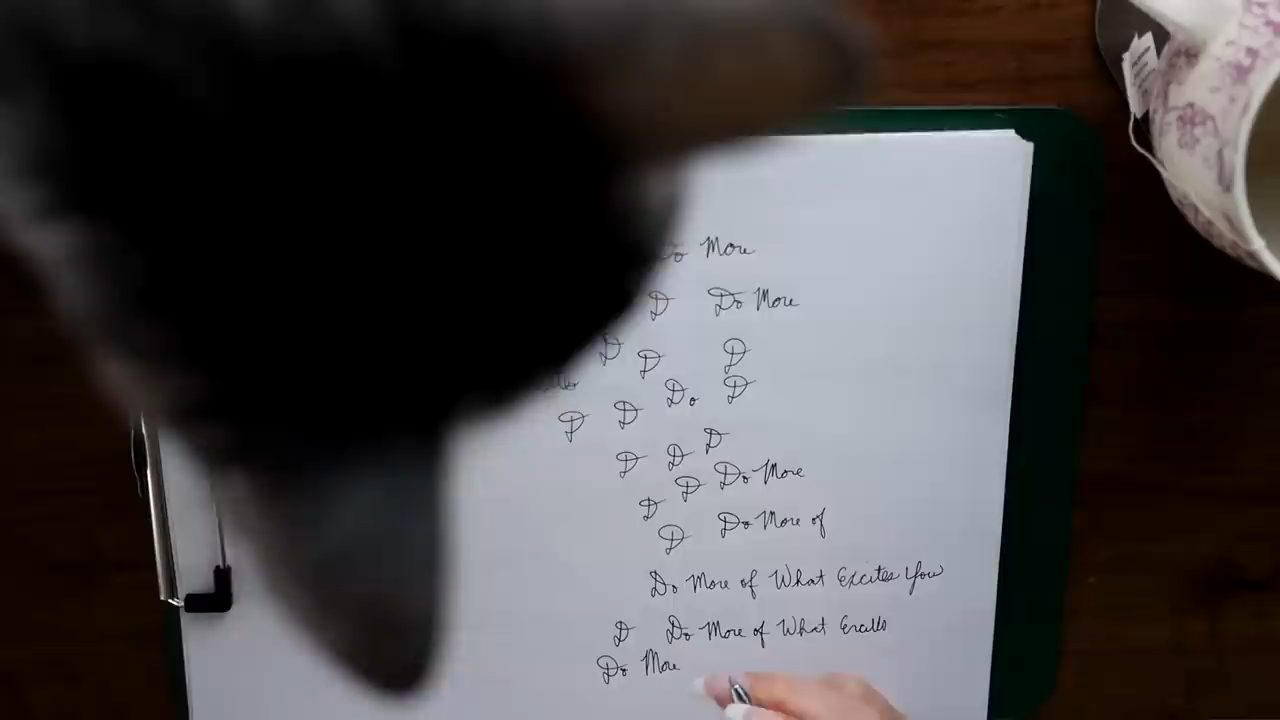 Do More
D Do More
D D D
Do D
D D
D D D
D Do More
D
D Do More of
Do More of What Excites You
D Do More of What
Do More